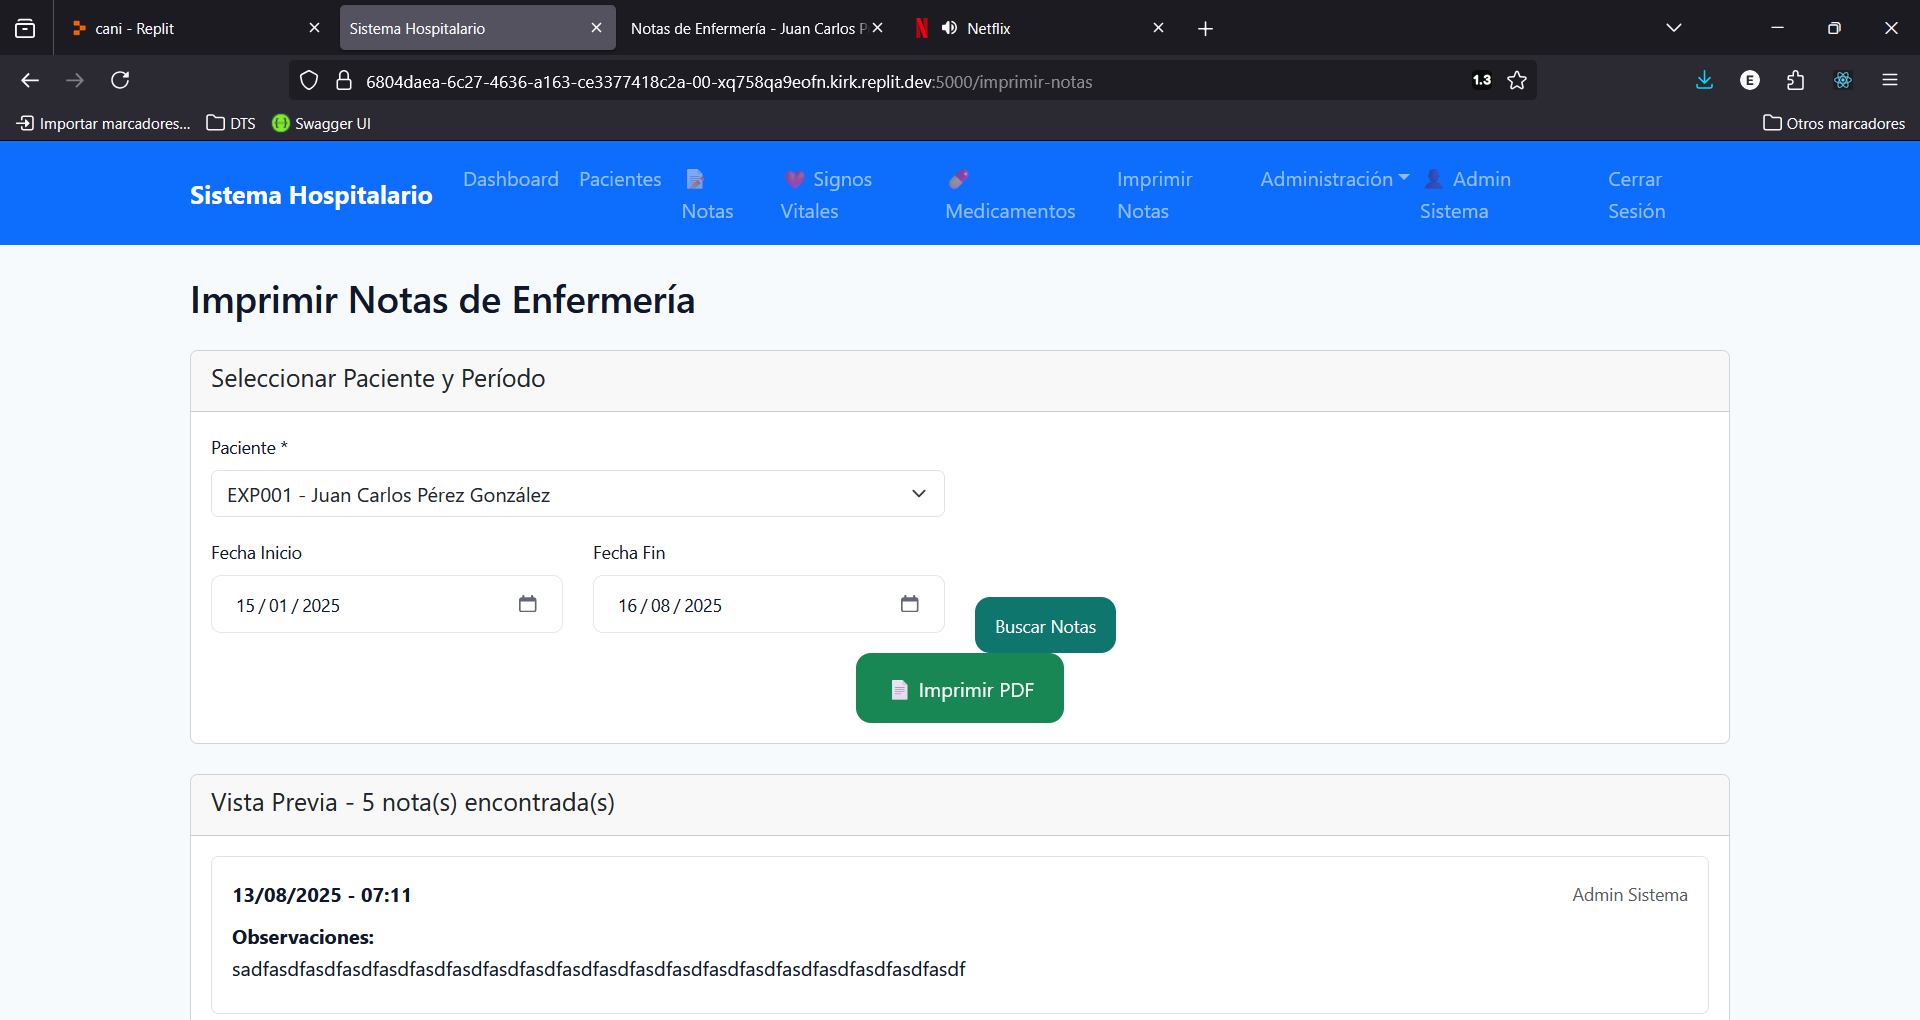 cani - Replit
Sistema Hospitalario
Notas de Enfermería - Juan Carlos P
Netflix
6804daea-6c27-4636-a163-ce3377418c2a-00-xq758qa9eofn.kirk.replit.dev:5000/imprimir-notas
1.3
E
Importar marcadores...
DTS
Swagger UI
Otros marcadores
Sistema Hospitalario
Dashboard
Pacientes
Notas
Signos Vitales
Medicamentos
Imprimir Notas
Administración
Admin Sistema
Cerrar Sesión
Imprimir Notas de Enfermería
Seleccionar Paciente y Período
Paciente *
EXP001 - Juan Carlos Pérez González
Fecha Inicio
Fecha Fin
15/01/2025
16/08/2025
Buscar Notas
Imprimir PDF
Vista Previa - 5 nota(s) encontrada(s)
13/08/2025 - 07:11
Admin Sistema
Observaciones:
sadfasdfasdfasdfasdfasdfasdfasdfasdfasdfasdfasdfasdfasdfasdfasdfasdfasdfasdf